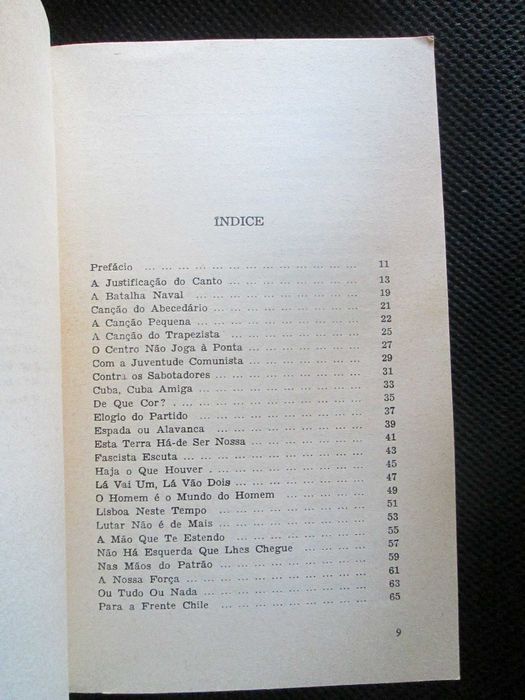 ÍNDICE
Prefácio ... ... ... ... ... ... ... ... ... ... ... ... ... 11
A Justificação do Canto ... ... ... ... ... ... ... ... 13
A Batalha Naval ... ... ... ... ... ... ... ... ... ... 19
Canção do Abecedário ... ... ... ... ... ... ... ... ... 21
A Canção Pequena ... ... ... ... ... ... ... ... ... ... 22
A Canção do Trapezista ... ... ... ... ... ... ... ... 25
O Centro Não Joga à Ponta ... ... ... ... ... ... ... 27
Com a Juventude Comunista ... ... ... ... ... ... ... 29
Contra os Sabotadores ... ... ... ... ... ... ... ... ... 31
Cuba, Cuba Amiga ... ... ... ... ... ... ... ... ... ... 33
De Que Cor? . ... ... ... ... ... ... ... ... ... ... ... 35
Elogio do Partido ... ... ... ... ... ... ... ... ... ... 37
Espada ou Alavanca ... ... ... ... ... ... ... ... ... 39
Esta Terra Há-de Ser Nossa ... ... ... ... ... ... ... 41
Fascista Escuta ... ... ... ... ... ... ... ... ... ... ... 43
Haja o Que Houver . ... ... ... ... ... ... ... ... ... 45
Lá Vai Um, Lá Vão Dois ... ... ... ... ... ... ... ... 47
O Homem é o Mundo do Homem ... ... ... ... ... 49
Lisboa Neste Tempo ... ... ... ... ... ... ... ... ... 51
Lutar Não é de Mais ... ... ... ... ... ... ... ... ... 53
A Mão Que Te Estendo ... ... ... ... ... ... ... ... ... 55
Não Há Esquerda Que Lhes Chegue ... ... ... ... 57
Nas Mãos do Patrão ... ... ... ... ... ... ... ... ... 59
A Nossa Força ... ... ... ... ... ... ... ... ... ... ... 61
Ou Tudo Ou Nada ... ... ... ... ... ... ... ... ... ... 63
Para a Frente Chile ... ... ... ... ... ... ... ... ... 65
9